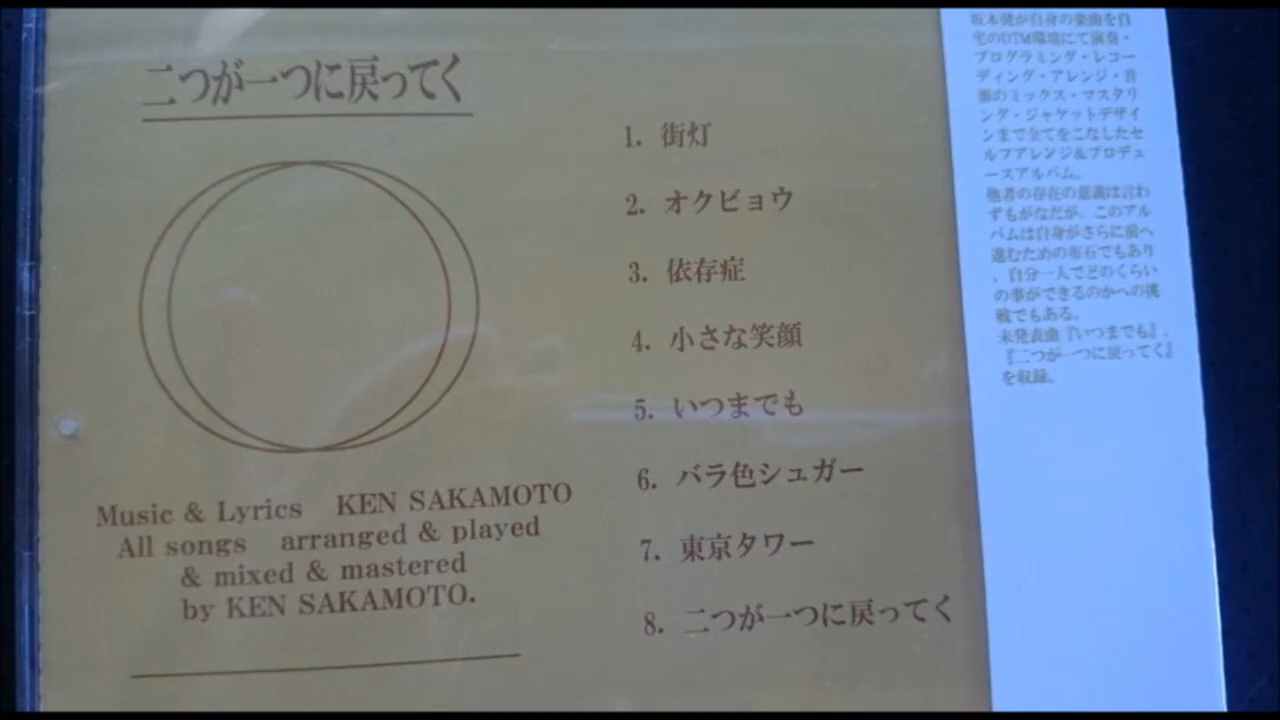 二つが一つに戻ってく
1. 街灯
2. オクビョウ
3. 依存症
4. 小さな笑顔
5. いつまでも
6. バラ色シュガー
7. 東京タワー
8. 二つが一つに戻ってく
Music & Lyrics KEN SAKAMOTO
All songs arranged & played
& mixed & mastered
by KEN SAKAMOTO.
坂本健が自身の楽曲を自
宅のDTM環境にて演奏・
プログラミング・レコー
ディング・アレンジ・音
源のミックス・マスタリ
ング・ジャケットデザイ
ンまで全てをこなしたセ
ルフアレンジ&プロデュ
ースアルバム。
他者の存在の意義は言わ
ずもがなだが、このアル
バムは自身がさらに前へ
進むための布石でもあり
、自分一人でどのくらい
の事ができるのかへの挑
戦でもある。
未発表曲『いつまでも』、
『二つが一つに戻ってく』
を収録。